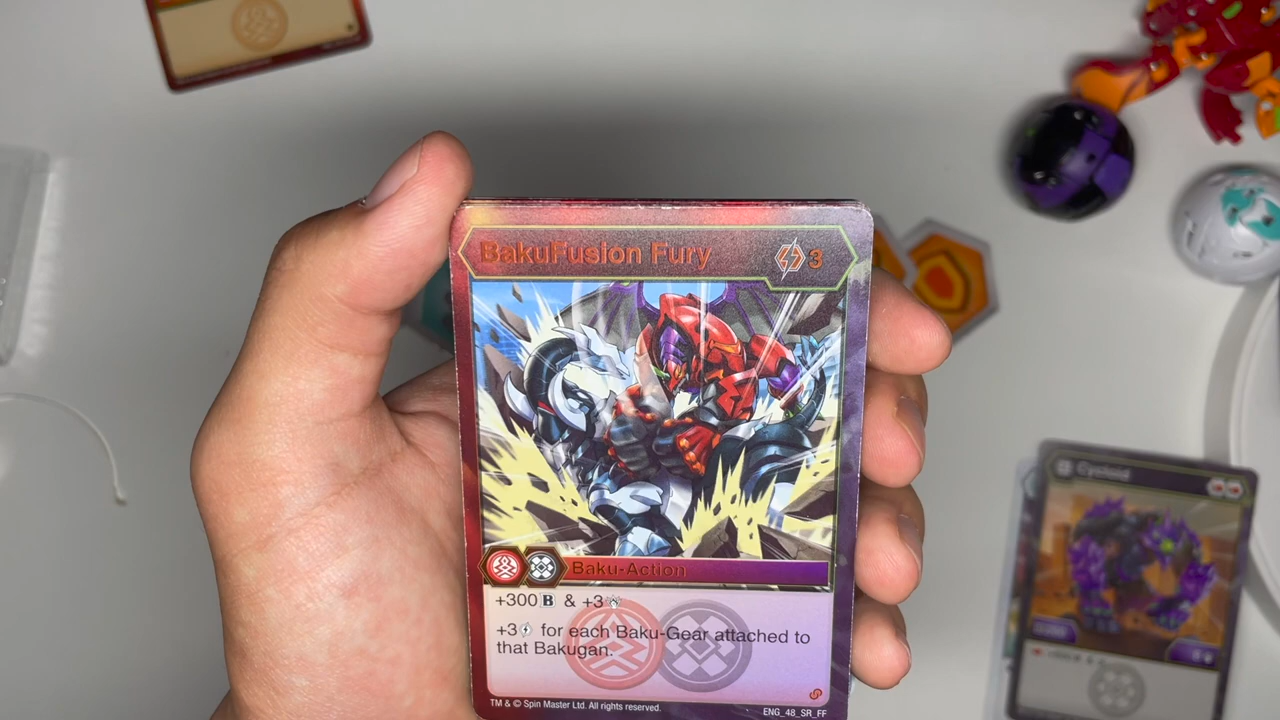 BakuFusion Fury 3
Baku-Action
+300 B & +3
+3 for each Baku-Gear attached to
that Bakugan.
TM & © Spin Master Ltd. All rights reserved.
ENG_48_SR_FF
Cycloid